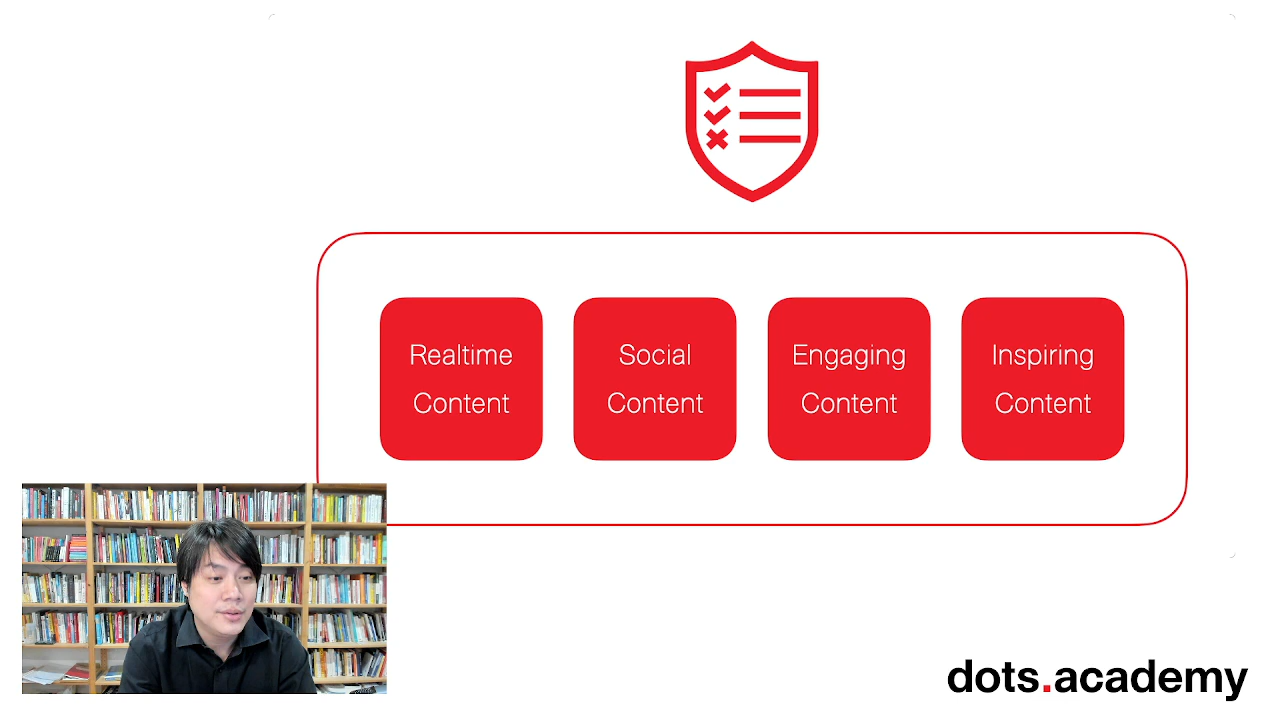 Realtime
Content
Social
Content
Engaging
Content
Inspiring
Content
dots.academy